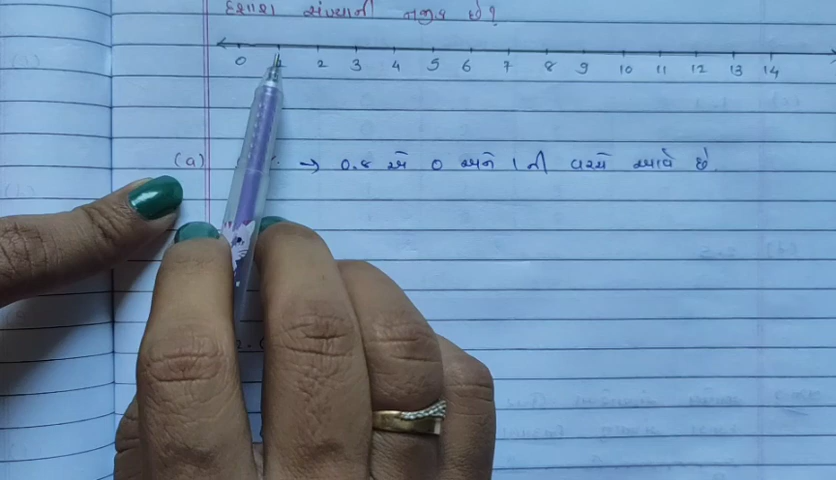 દશાંશ સંખ્યાની નજીક છે?
0 1 2 3 4 5 6 7 8 9 10 11 12 13 14
(a) → 0.૪ એ 0 અને 1 ની વચ્ચે આવે છે.